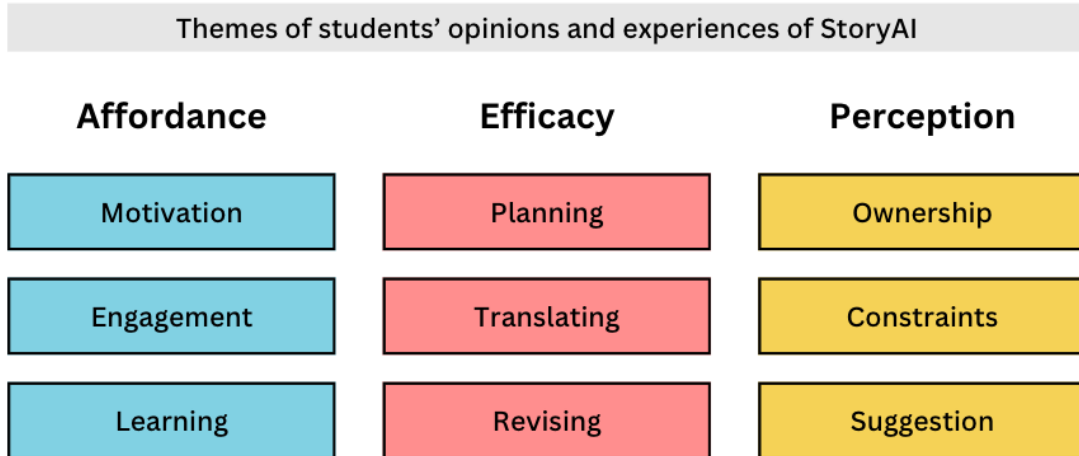 Themes of students’ opinions and experiences of StoryAI
Affordance Efficacy Perception
Motivation Planning Ownership
Engagement Translating Constraints
Learning Revising Suggestion